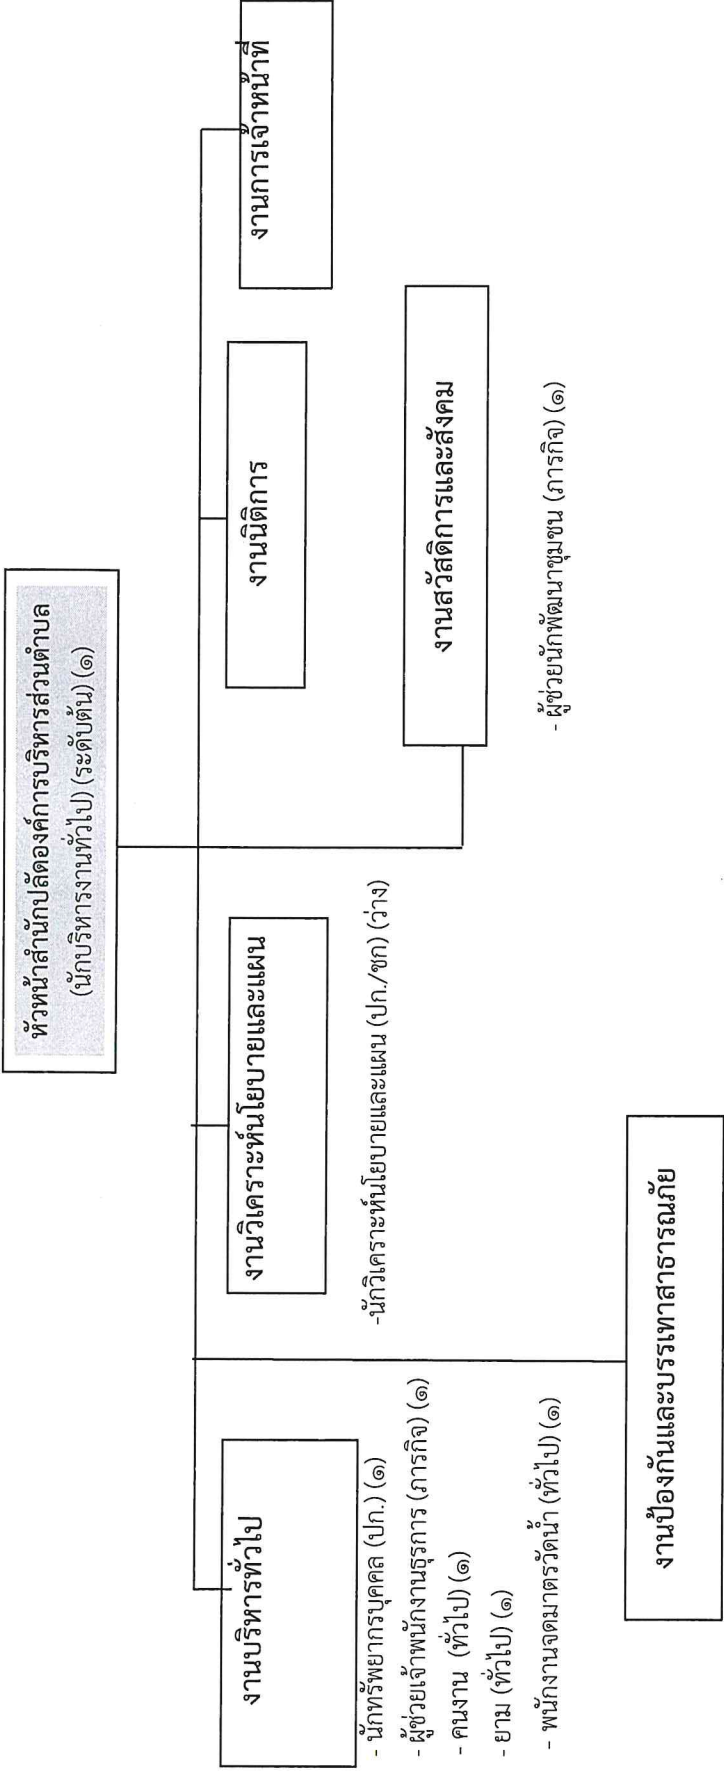 หัวหน้าสำนักปลัดองค์การบริหารส่วนตำบล
(นักบริหารงานทั่วไป) (ระดับต้น) (๑)
งานบริหารทั่วไป
- นักทรัพยากรบุคคล (ปก.) (๑)
- ผู้ช่วยเจ้าพนักงานธุรการ (ภารกิจ) (๑)
- คนงาน (ทั่วไป) (๑)
- ยาม (ทั่วไป) (๑)
- พนักงานจดมาตรวัดน้ำ (ทั่วไป) (๑)
งานวิเคราะห์นโยบายและแผน
-นักวิเคราะห์นโยบายและแผน (ปก./ชก) (ว่าง)
งานนิติการ
งานการเจ้าหน้าที่
งานสวัสดิการและสังคม
- ผู้ช่วยนักพัฒนาชุมชน (ภารกิจ) (๑)
งานป้องกันและบรรเทาสาธารณภัย